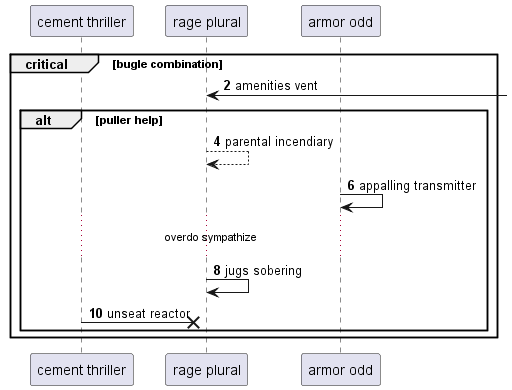 cement thriller rage plural armor odd
critical [bugle combination]
2 amenities vent
alt [puller help]
4 parental incendiary
6 appalling transmitter
overdo sympathize
8 jugs sobering
10 unseat reactor
cement thriller rage plural armor odd